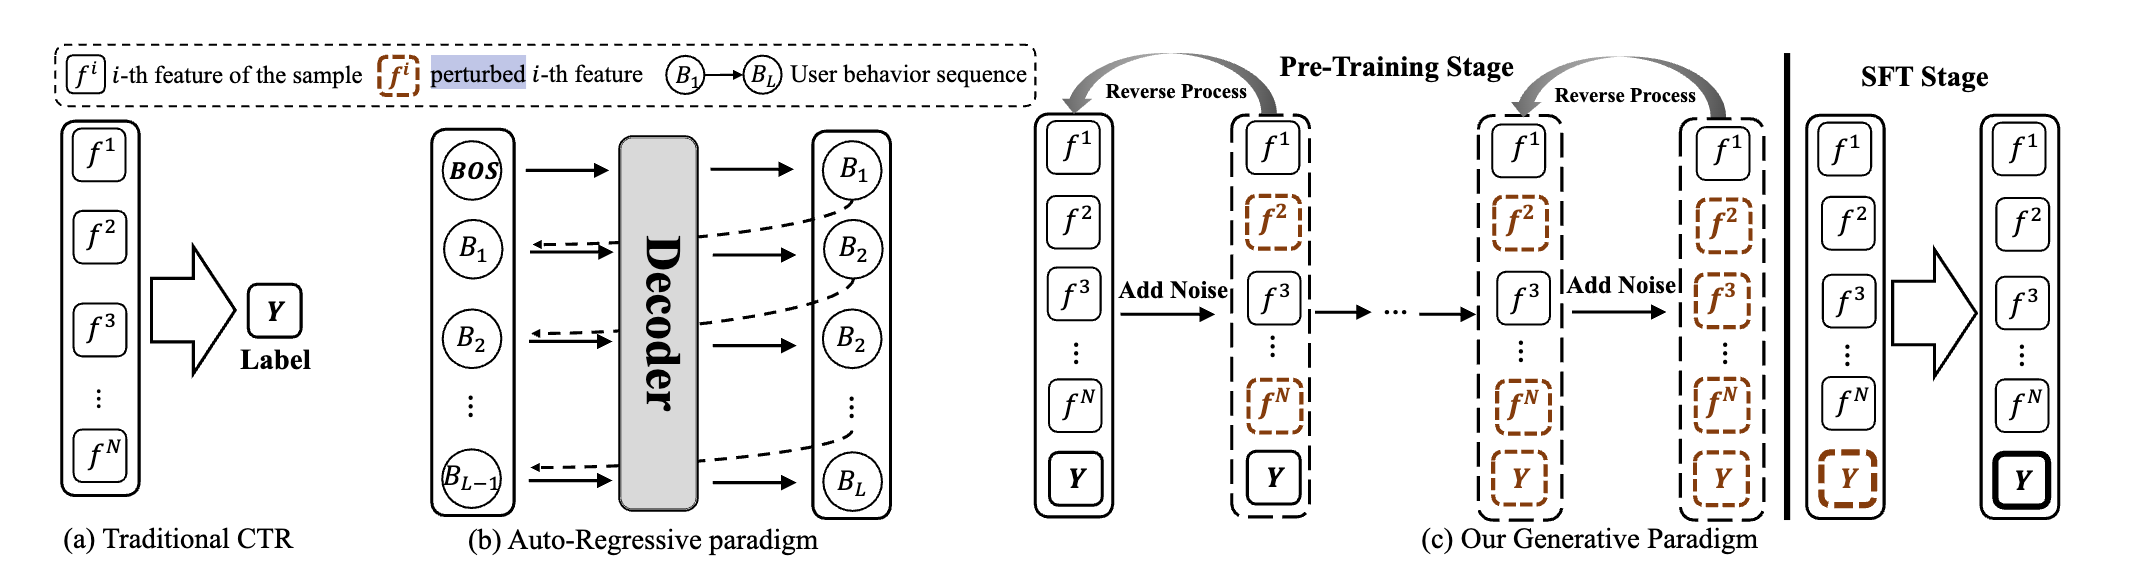 f^i i-th feature of the sample f^i perturbed i-th feature B_1 B_L User behavior sequence
f^1
f^2
f^3
⋮
f^N
Y
Label
(a) Traditional CTR
BOS
B_1
B_2
⋮
B_{L-1}
Decoder
B_1
B_2
B_2
⋮
B_L
(b) Auto-Regressive paradigm
Pre-Training Stage
Reverse Process
Reverse Process
f^1
f^2
f^3
⋮
f^N
Y
Add Noise
f^1
f^2
f^3
⋮
f^N
Y
...
f^1
f^2
f^3
⋮
f^N
Y
Add Noise
f^1
f^2
f^3
⋮
f^N
Y
SFT Stage
f^1
f^2
f^3
⋮
f^N
Y
f^1
f^2
f^3
⋮
f^N
Y
(c) Our Generative Paradigm